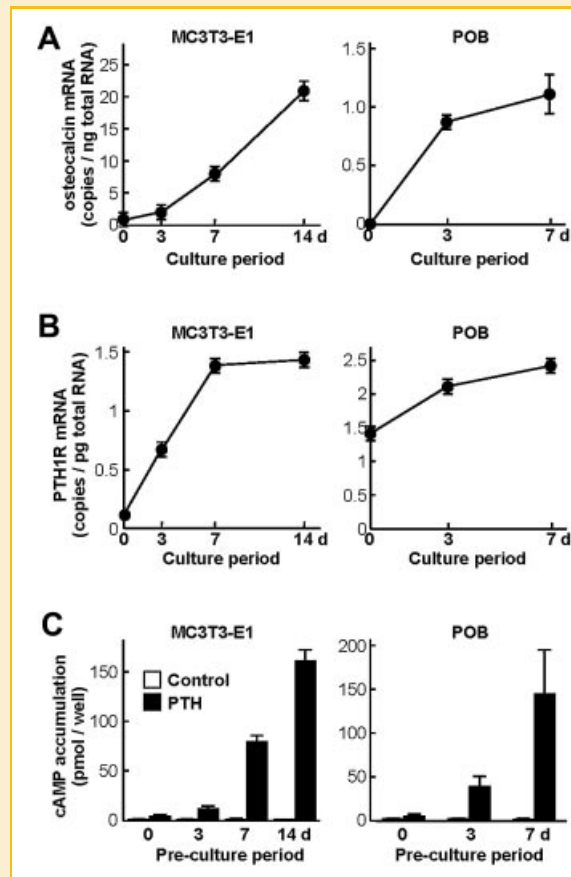 A
MC3T3-E1
POB
osteocalcin mRNA
(copies / ng total RNA)
25
20
15
10
5
0
0 3 7 14 d
Culture period
1.5
1.0
0.5
0
0 3 7 d
Culture period
B
MC3T3-E1
POB
PTH1R mRNA
(copies / pg total RNA)
1.5
1
0.5
0
0 3 7 14 d
Culture period
2.5
2
1.5
1
0.5
0
0 3 7 d
Culture period
C
MC3T3-E1
POB
cAMP accumulation
(pmol / well)
150
100
50
0
Control
PTH
0 3 7 14 d
Pre-culture period
200
150
100
50
0
0 3 7 d
Pre-culture period